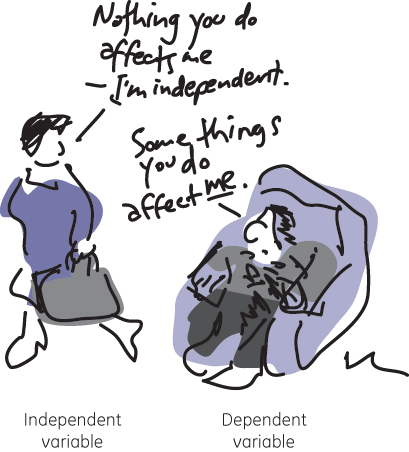 Nothing you do
affects me
– I'm independent.
Some things
you do
affect me.
Independent
variable
Dependent
variable